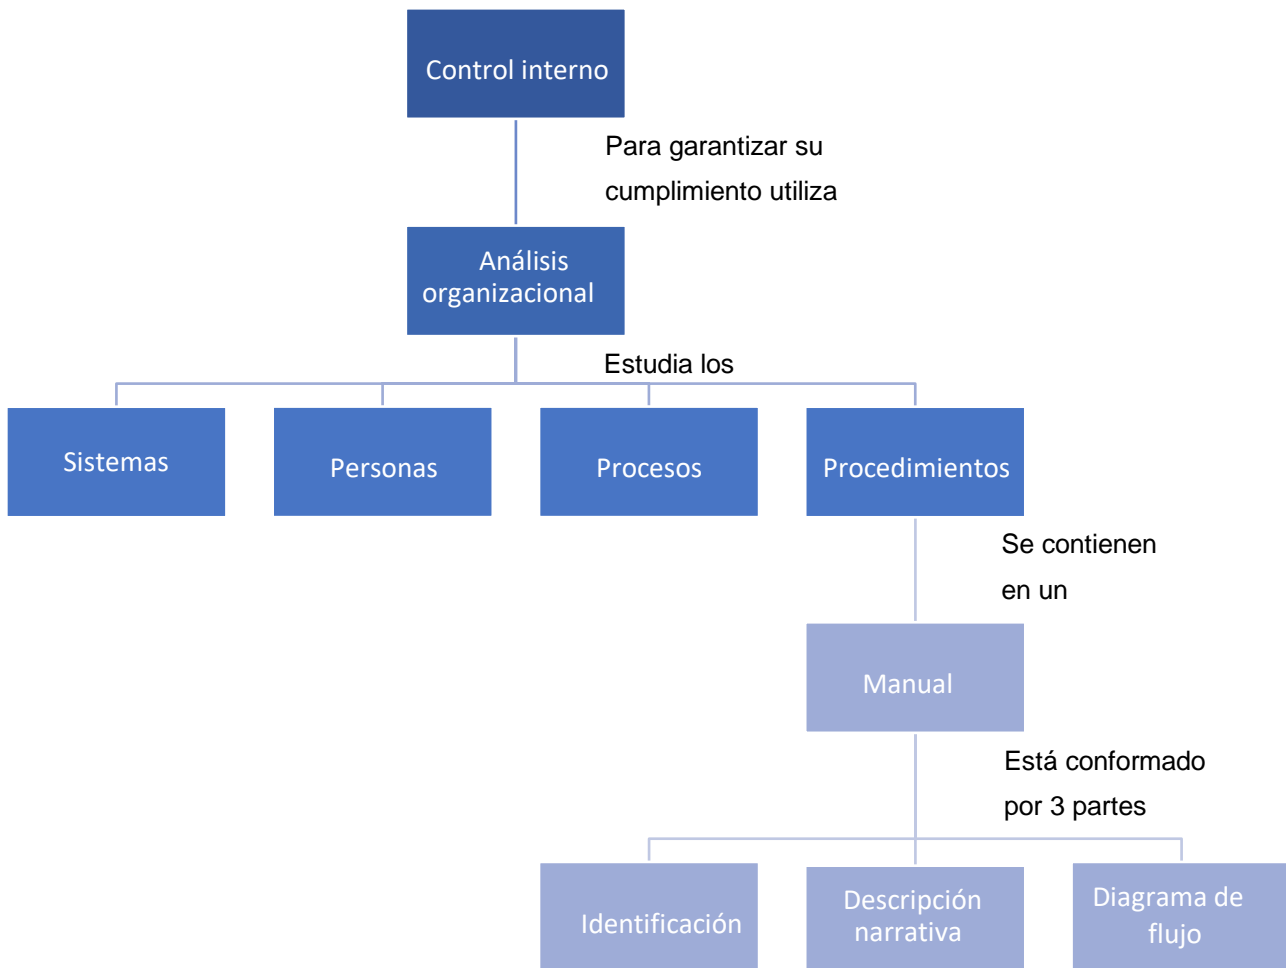 Control interno
Para garantizar su
cumplimiento utiliza
Análisis
organizacional
Estudia los
Sistemas
Personas
Procesos
Procedimientos
Se contienen
en un
Manual
Está conformado
por 3 partes
Identificación
Descripción
narrativa
Diagrama de
flujo